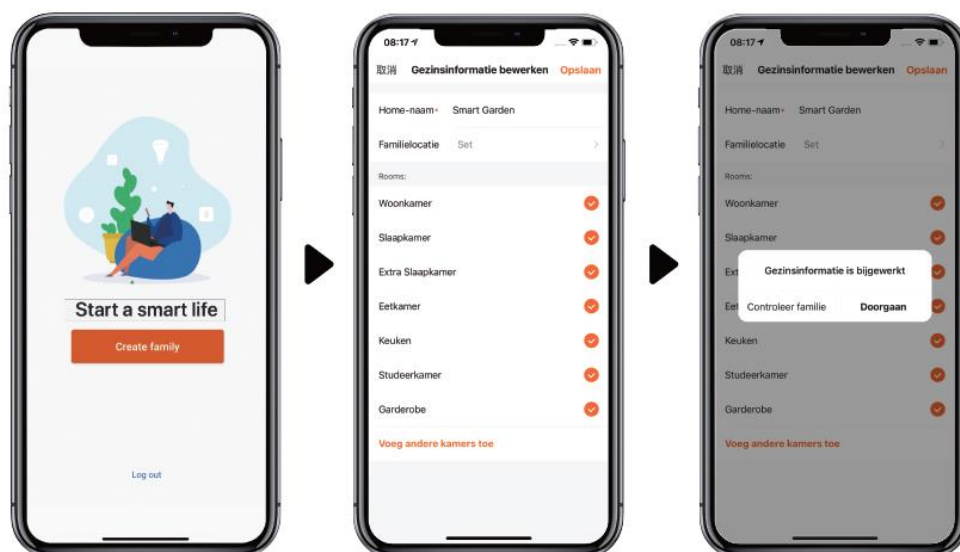 Start a smart life
Create family
Log out
08:17
取消 Gezinsinformatie bewerken Opslaan
Home-naam* Smart Garden
Familielocatie Set
Rooms:
Woonkamer
Slaapkamer
Extra Slaapkamer
Eetkamer
Keuken
Studeerkamer
Garderobe
Voeg andere kamers toe
08:17
取消 Gezinsinformatie bewerken Opslaan
Home-naam* Smart Garden
Familielocatie Set
Rooms:
Woonkamer
Slaapkamer
Ext
Gezinsinformatie is bijgewerkt
Eet
Controleer familie Doorgaan
Keuken
Studeerkamer
Garderobe
Voeg andere kamers toe